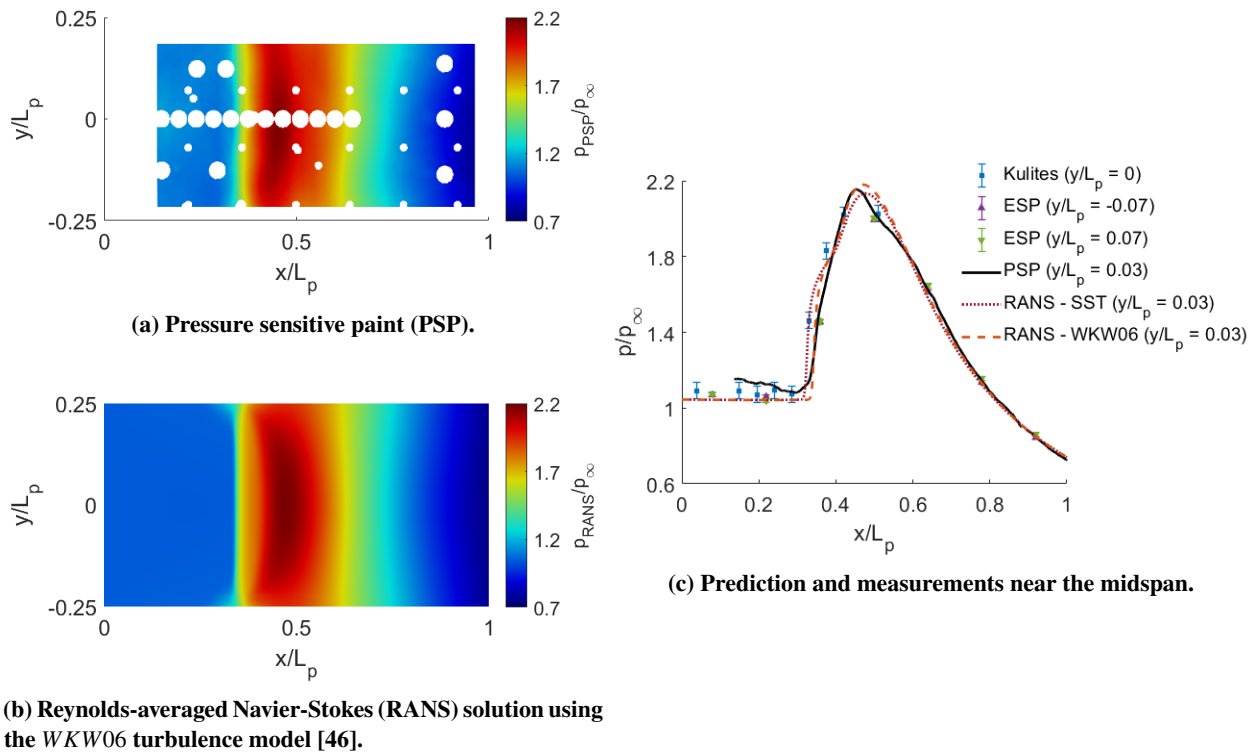 0.25
0
-0.25
y/L_p
0
0.5
1
x/L_p
2.2
1.7
1.2
0.7
p_PSP/p_∞
(a) Pressure sensitive paint (PSP).
0.25
0
-0.25
y/L_p
0
0.5
1
x/L_p
2.2
1.7
1.2
0.7
p_RANS/p_∞
(b) Reynolds-averaged Navier-Stokes (RANS) solution using
the WKW06 turbulence model [46].
2.2
1.8
1.4
1
0.6
p/p_∞
0
0.2
0.4
0.6
0.8
1
x/L_p
Kulites (y/L_p = 0)
ESP (y/L_p = -0.07)
ESP (y/L_p = 0.07)
PSP (y/L_p = 0.03)
RANS - SST (y/L_p = 0.03)
RANS - WKW06 (y/L_p = 0.03)
(c) Prediction and measurements near the midspan.